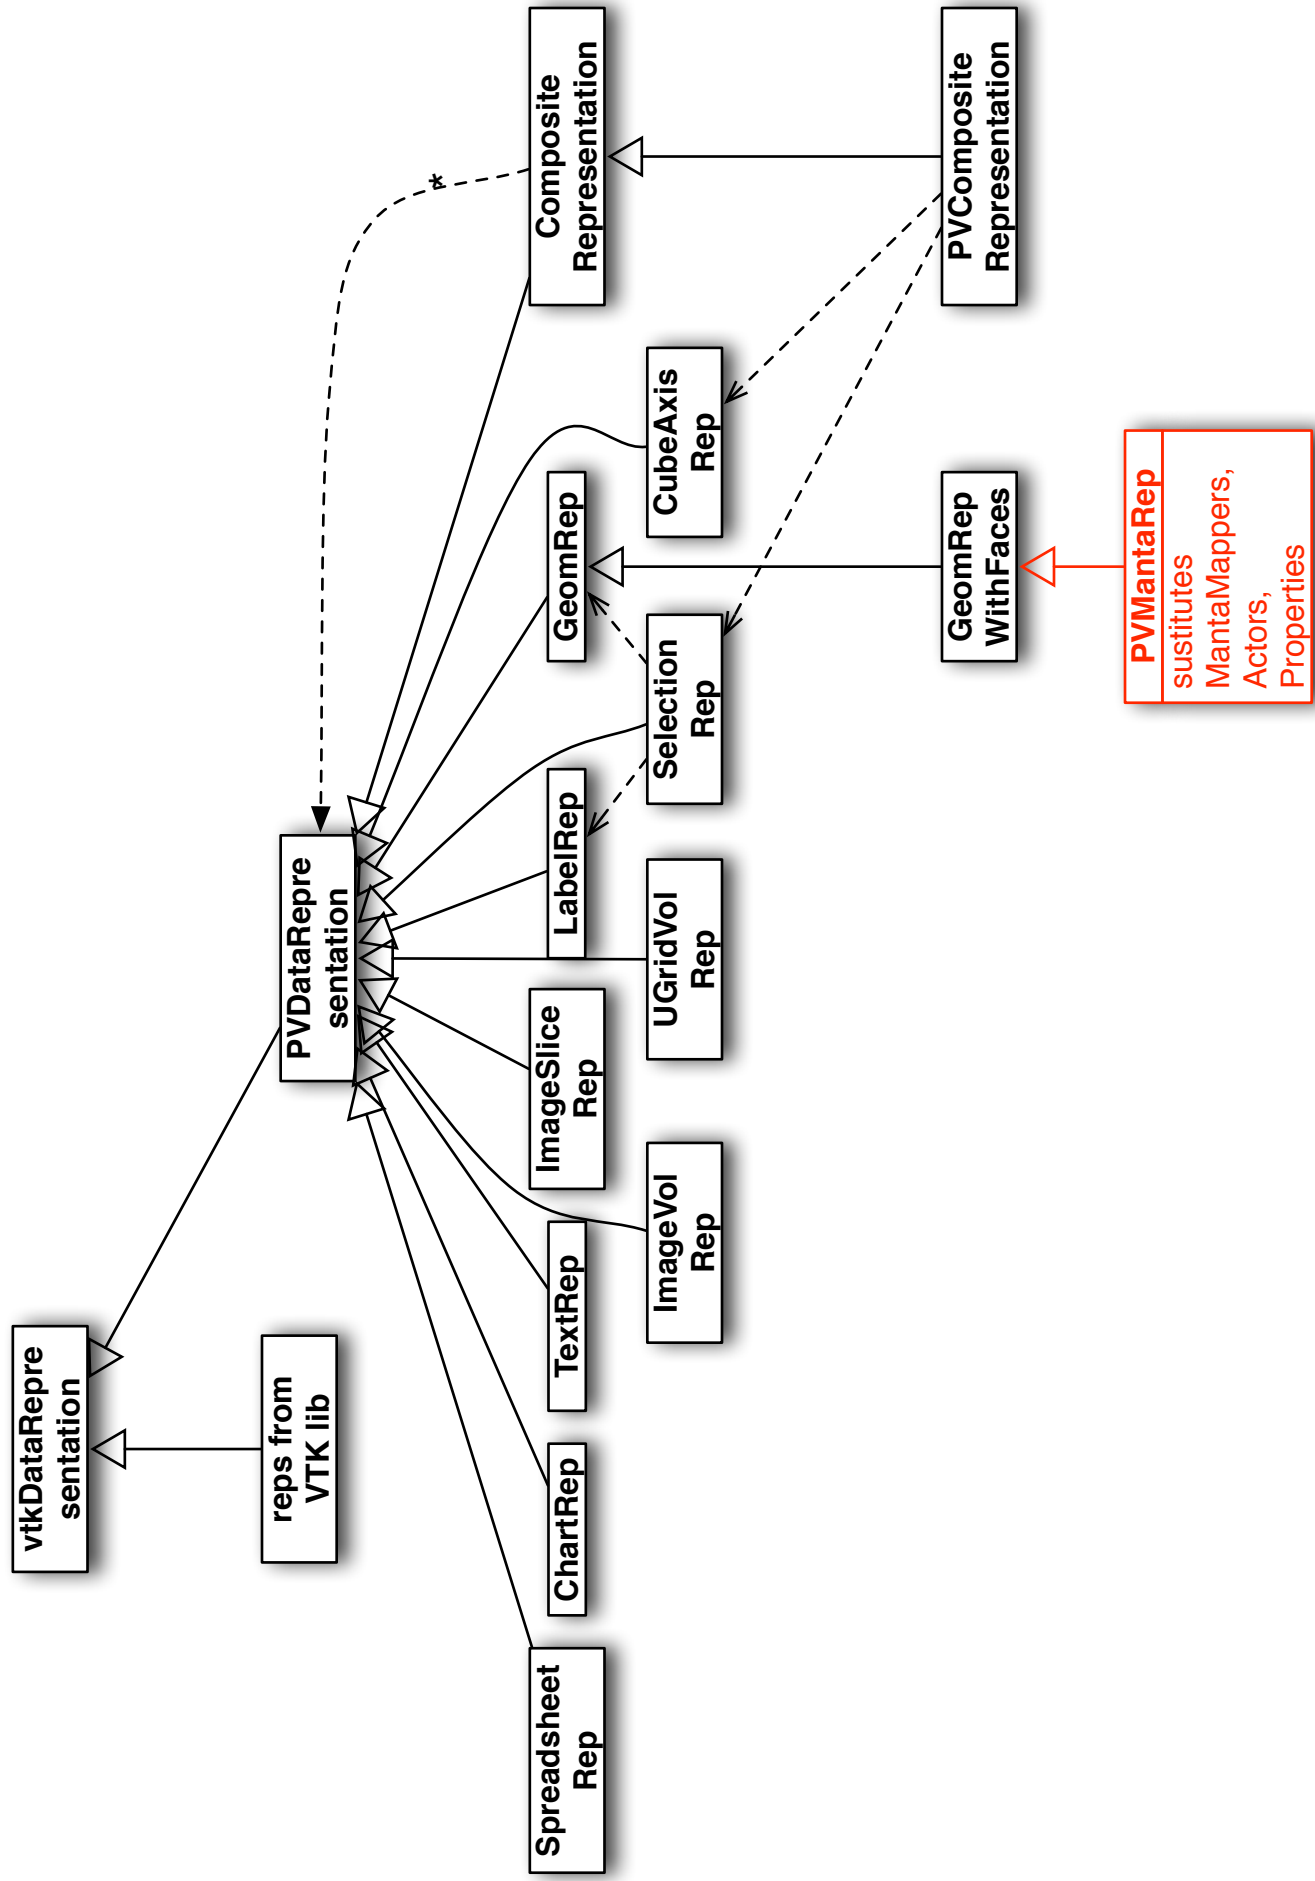 vtkDataRepre
sentation
reps from
VTK lib
PVDataRepre
sentation
*
Spreadsheet
Rep
ChartRep
TextRep
ImageSlice
Rep
LabelRep
GeomRep
Composite
Representation
ImageVol
Rep
UGridVol
Rep
Selection
Rep
CubeAxis
Rep
GeomRep
WithFaces
PVComposite
Representation
PVMantaRep
sustitutes
MantaMappers,
Actors,
Properties